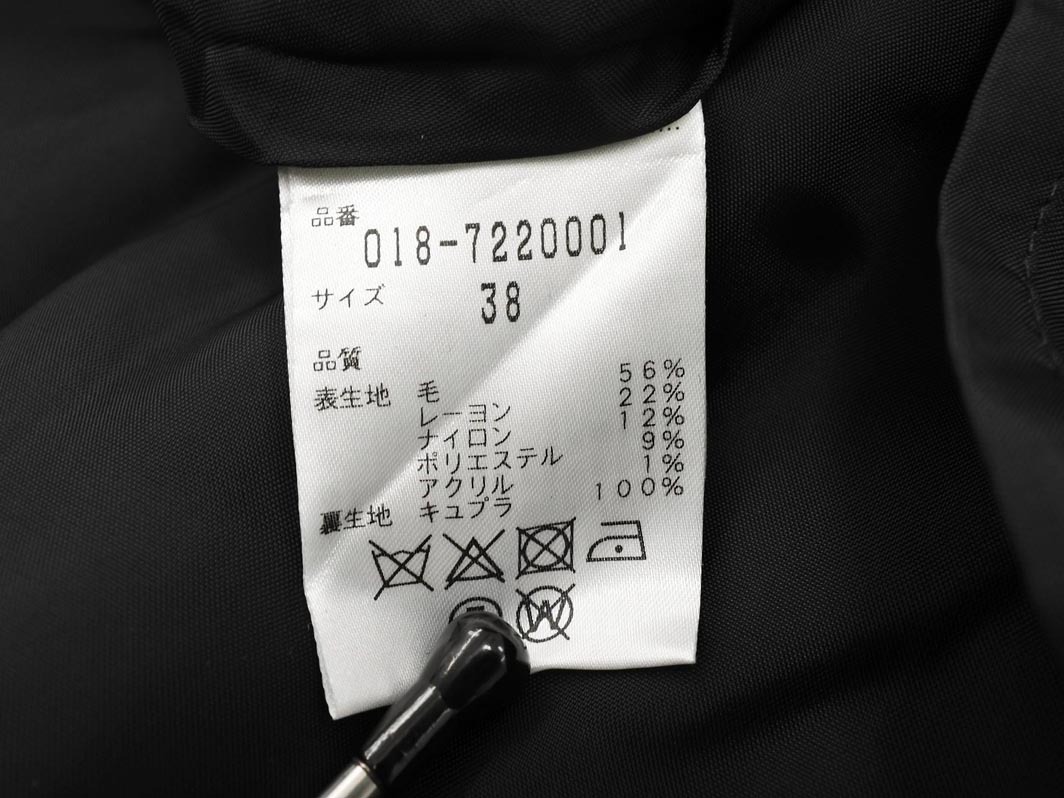 品番
018-7220001
サイズ 38
品質
表生地 毛 56%
レーヨン 22%
ナイロン 12%
ポリエステル 9%
アクリル 1%
裏生地 キュプラ 100%
W